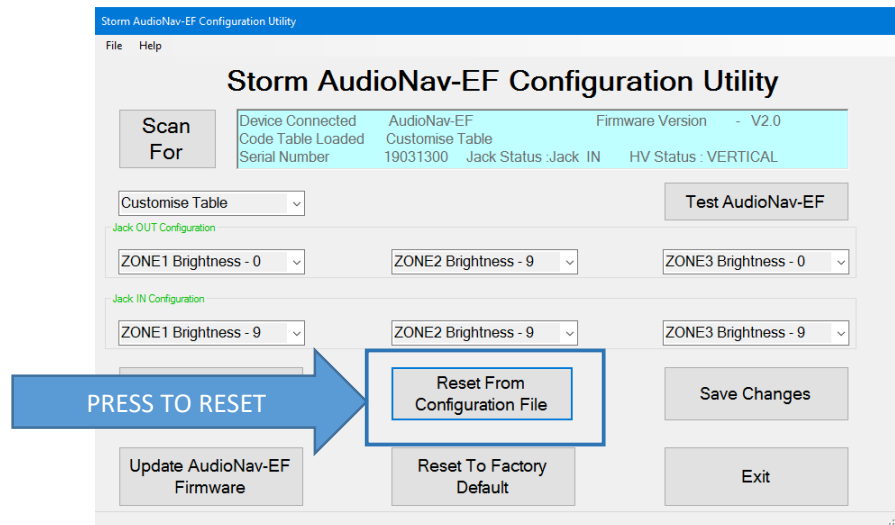 Storm AudioNav-EF Configuration Utility
File Help
Storm AudioNav-EF Configuration Utility
Scan
For
Device Connected AudioNav-EF Firmware Version - V2.0
Code Table Loaded Customise Table
Serial Number 19031300 Jack Status :Jack IN HV Status : VERTICAL
Customise Table
Test AudioNav-EF
Jack OUT Configuration
ZONE1 Brightness - 0
ZONE2 Brightness - 9
ZONE3 Brightness - 0
Jack IN Configuration
ZONE1 Brightness - 9
ZONE2 Brightness - 9
ZONE3 Brightness - 9
PRESS TO RESET
Reset From
Configuration File
Save Changes
Update AudioNav-EF
Firmware
Reset To Factory
Default
Exit